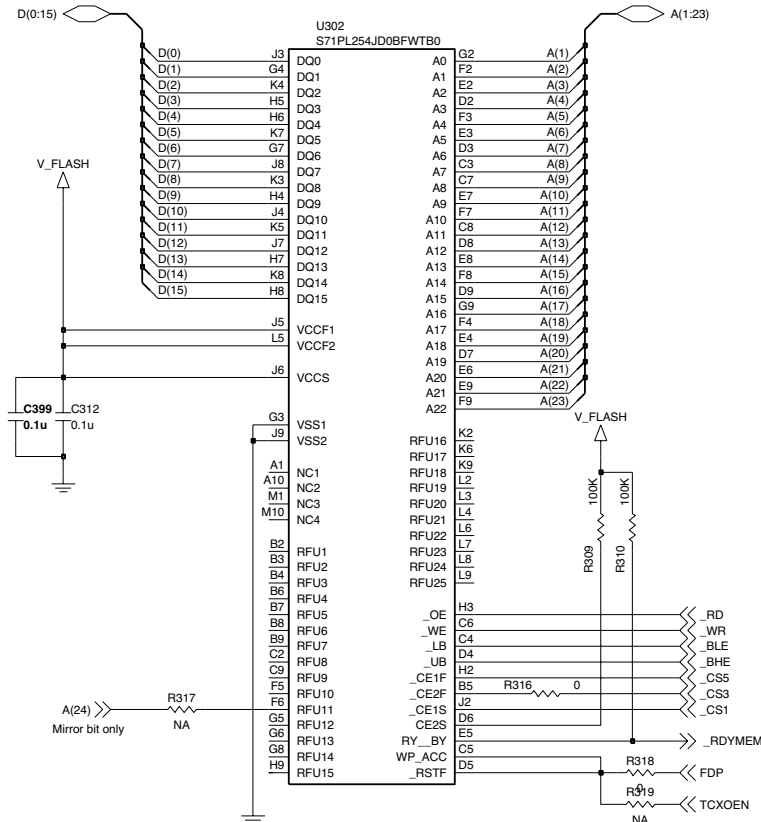 D(0:15)
A(1:23)
U302
S71PL254JD0BFWTB0
D(0) J3 DQ0 A0 G2 A(1)
D(1) G4 DQ1 A1 F2 A(2)
D(2) K4 DQ2 A2 E2 A(3)
D(3) H5 DQ3 A3 D2 A(4)
D(4) H6 DQ4 A4 F3 A(5)
D(5) K7 DQ5 A5 E3 A(6)
D(6) G7 DQ6 A6 D3 A(7)
D(7) J8 DQ7 A7 C3 A(8)
D(8) K3 DQ8 A8 C7 A(9)
D(9) H4 DQ9 A9 E7 A(10)
D(10) J4 DQ10 A10 F7 A(11)
D(11) K5 DQ11 A11 C8 A(12)
D(12) J7 DQ12 A12 D8 A(13)
D(13) H7 DQ13 A13 E8 A(14)
D(14) K8 DQ14 A14 F8 A(15)
D(15) H8 DQ15 A15 D9 A(16)
A16 G9 A(17)
V_FLASH
J5 VCCF1 A17 F4 A(18)
L5 VCCF2 A18 E4 A(19)
A19 D7 A(20)
J6 VCCS A20 E6 A(21)
A21 E9 A(22)
A22 F9 A(23)
C399 C312
0.1u 0.1u
G3 VSS1
J9 VSS2
V_FLASH
RFU16 K2
RFU17 K6
A1 NC1 RFU18 K9
A10 NC2 RFU19 L2
M1 NC3 RFU20 L3
M10 NC4 RFU21 L4
RFU22 L6
B2 RFU1 RFU23 L7
B3 RFU2 RFU24 L8
B4 RFU3 RFU25 L9
100K 100K
R309 R310
B6 RFU4
B7 RFU5 _OE H3 _RD
B8 RFU6 _WE C6 _WR
B9 RFU7 _LB C4 _BLE
C2 RFU8 _UB D4 _BHE
C9 RFU9 _CE1F H2 _CS5
F5 RFU10 _CE2F B5 R316 0 _CS3
A(24) R317 F6 RFU11 _CE1S J2 _CS1
Mirror bit only NA
G5 RFU12 CE2S D6
G6 RFU13 RY__BY E5 _RDYMEM
G8 RFU14 WP_ACC C5
H9 RFU15 _RSTF D5 R318 FDP
0
R319 TCXOEN
NA